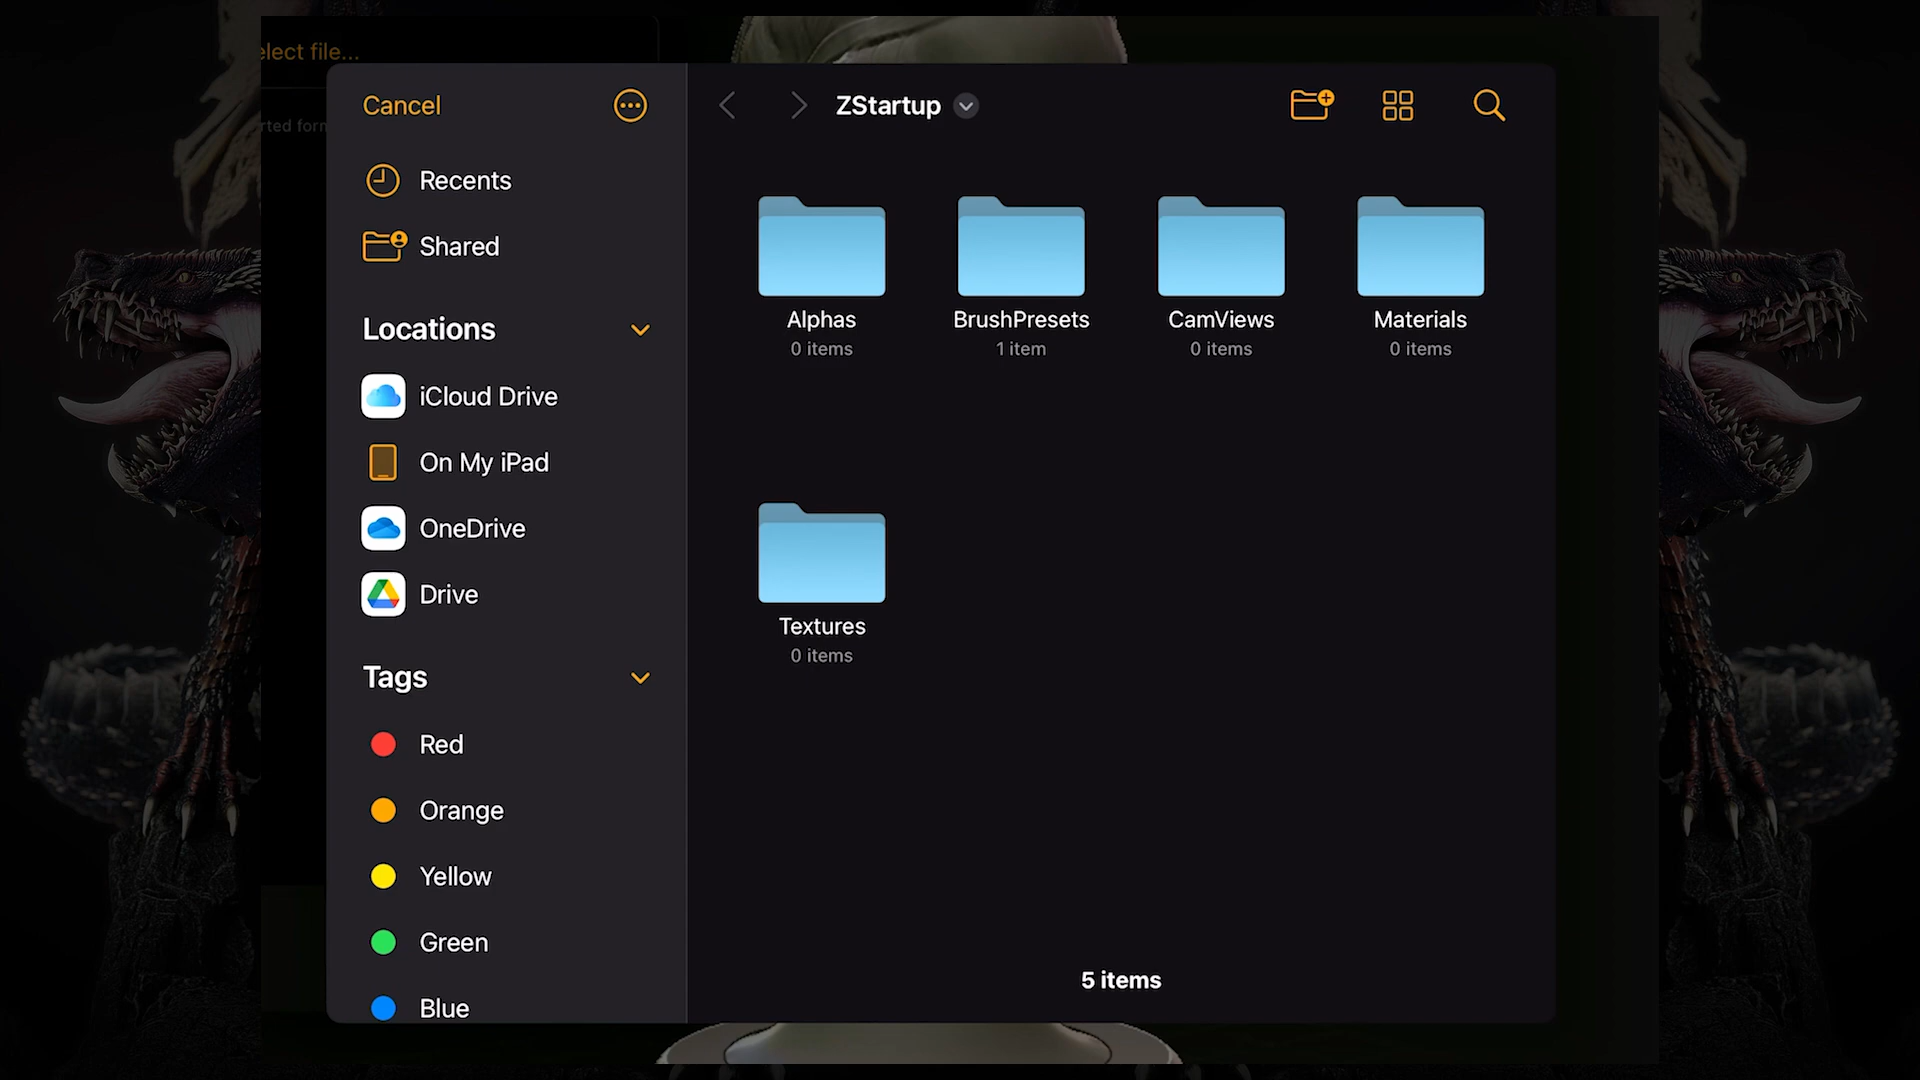 elect file...
rted form
Cancel
Recents
Shared
Locations
iCloud Drive
On My iPad
OneDrive
Drive
Tags
Red
Orange
Yellow
Green
Blue
ZStartup
Alphas
0 items
BrushPresets
1 item
CamViews
0 items
Materials
0 items
Textures
0 items
5 items